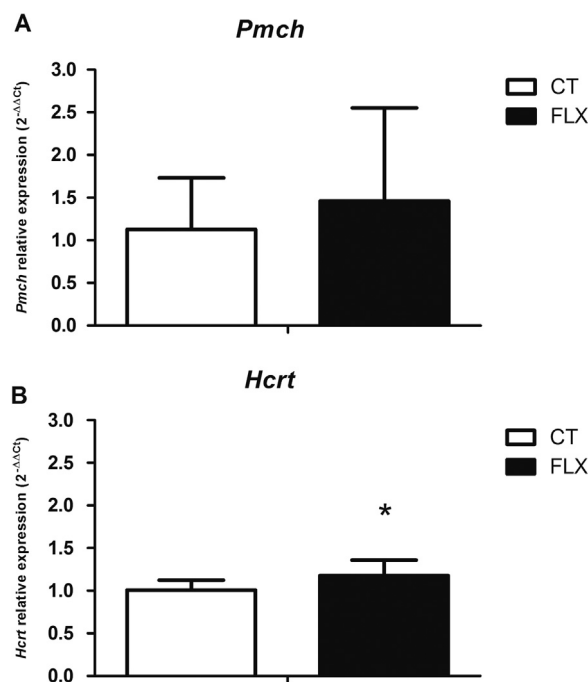 A
Pmch
Pmch relative expression (2-ΔΔCt)
3.0
2.5
2.0
1.5
1.0
0.5
0.0
CT
FLX
B
Hcrt
Hcrt relative expression (2-ΔΔCt)
3.0
2.5
2.0
1.5
1.0
0.5
0.0
*
CT
FLX